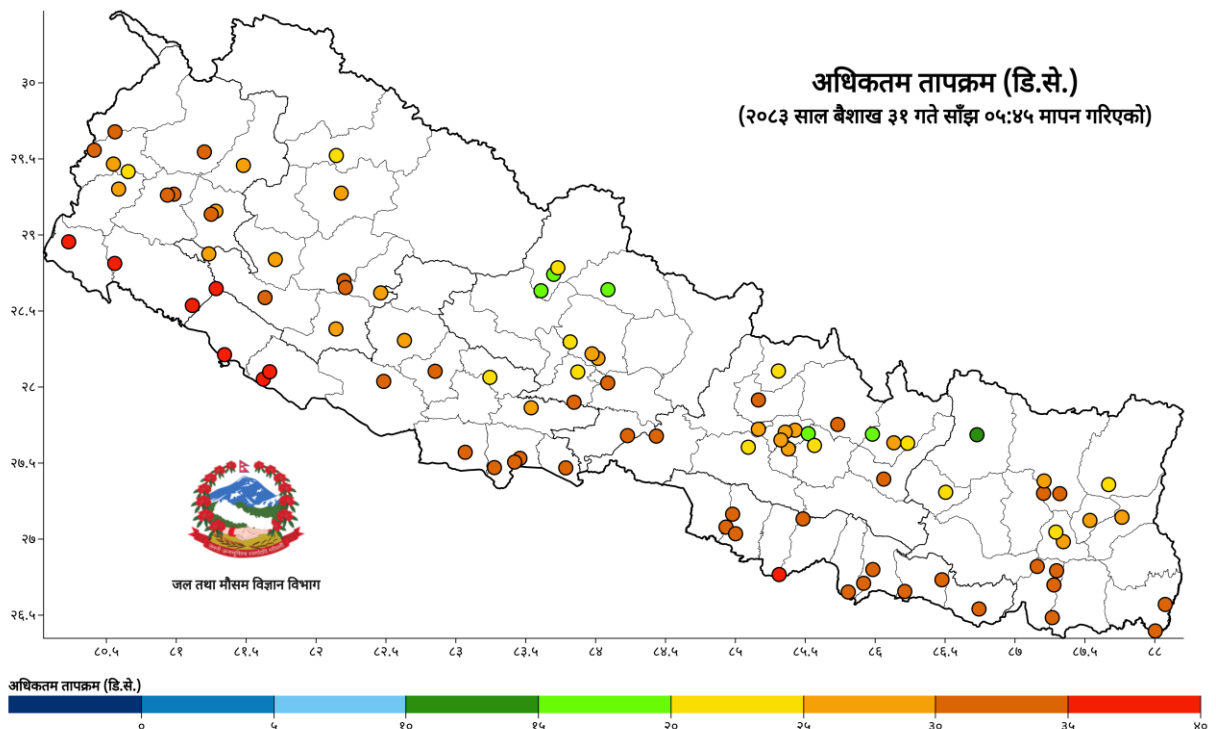 अधिकतम तापक्रम (डि.से.)
(२०८३ साल बैशाख ३१ गते साँझ ०५:४५ मापन गरिएको)
३०
२९.५
२९
२८.५
२८
२७.५
२७
२६.५
जल तथा मौसम विज्ञान विभाग
८०.५ ८१ ८१.५ ८२ ८२.५ ८३ ८३.५ ८४ ८४.५ ८५ ८५.५ ८६ ८६.५ ८७ ८७.५ ८८
अधिकतम तापक्रम (डि.से.)
० ५ १० १५ २० २५ ३० ३५ ४०